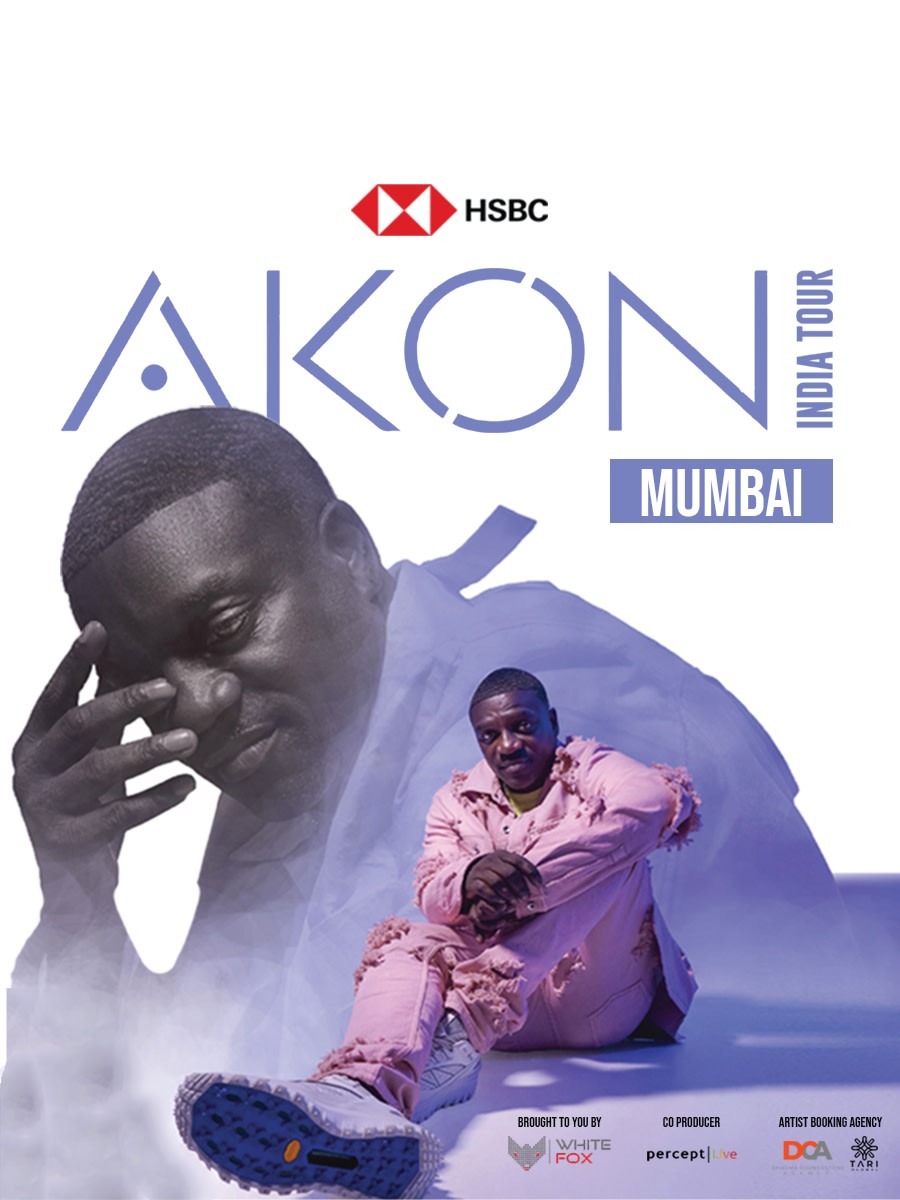 HSBC
AKON
INDIA TOUR
MUMBAI
BROUGHT TO YOU BY
CO PRODUCER
ARTIST BOOKING AGENCY
WHITE
FOX
percept|Live
DCA
TARI
GLOBAL